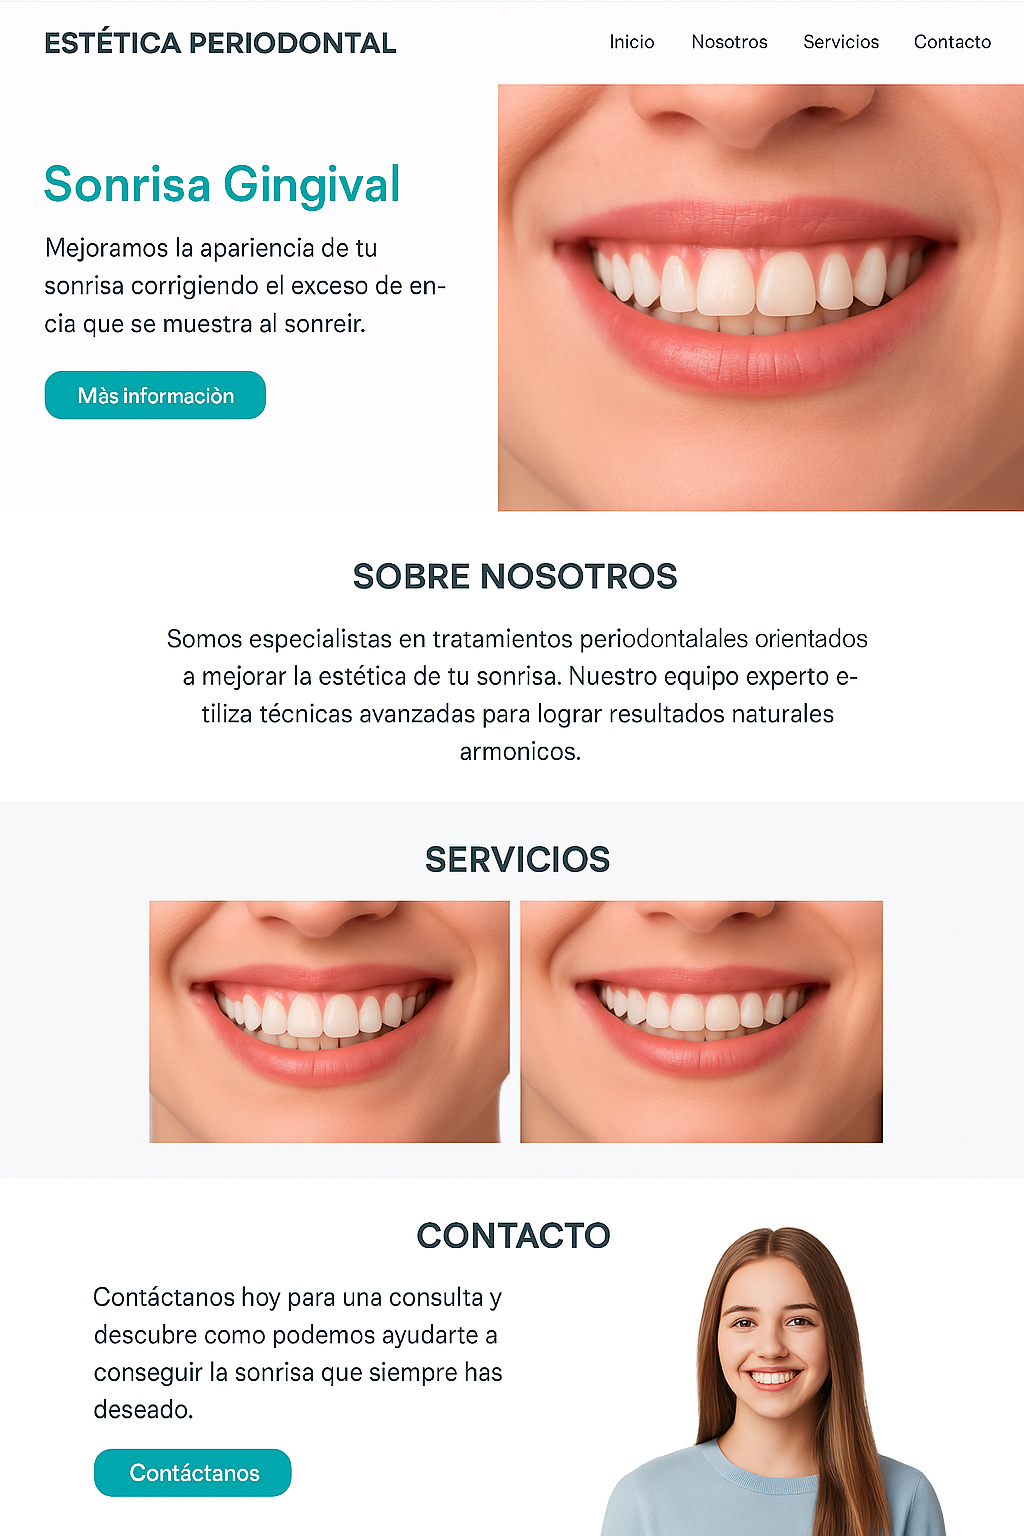 ESTÉTICA PERIODONTAL
Inicio Nosotros Servicios Contacto
Sonrisa Gingival
Mejoramos la apariencia de tu
sonrisa corrigiendo el exceso de en-
cia que se muestra al sonreir.
Màs informaciòn
SOBRE NOSOTROS
Somos especialistas en tratamientos periodontalales orientados
a mejorar la estética de tu sonrisa. Nuestro equipo experto e-
tiliza técnicas avanzadas para lograr resultados naturales
armonicos.
SERVICIOS
CONTACTO
Contáctanos hoy para una consulta y
descubre como podemos ayudarte a
conseguir la sonrisa que siempre has
deseado.
Contáctanos